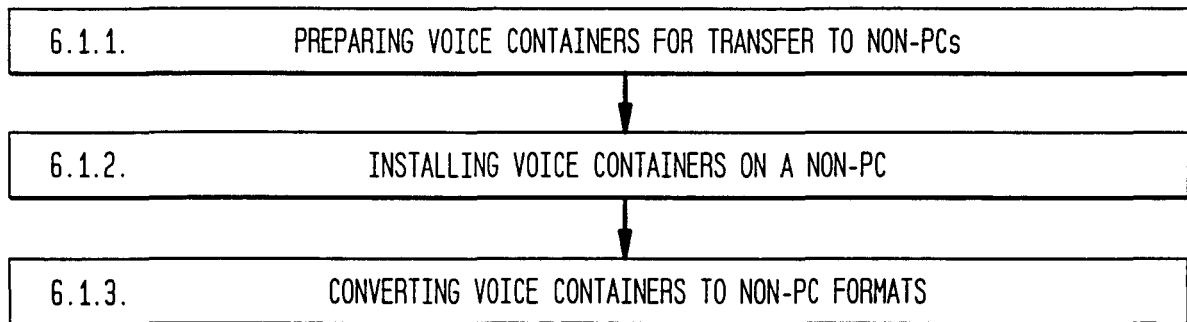 6.1.1. PREPARING VOICE CONTAINERS FOR TRANSFER TO NON-PCs
6.1.2. INSTALLING VOICE CONTAINERS ON A NON-PC
6.1.3. CONVERTING VOICE CONTAINERS TO NON-PC FORMATS